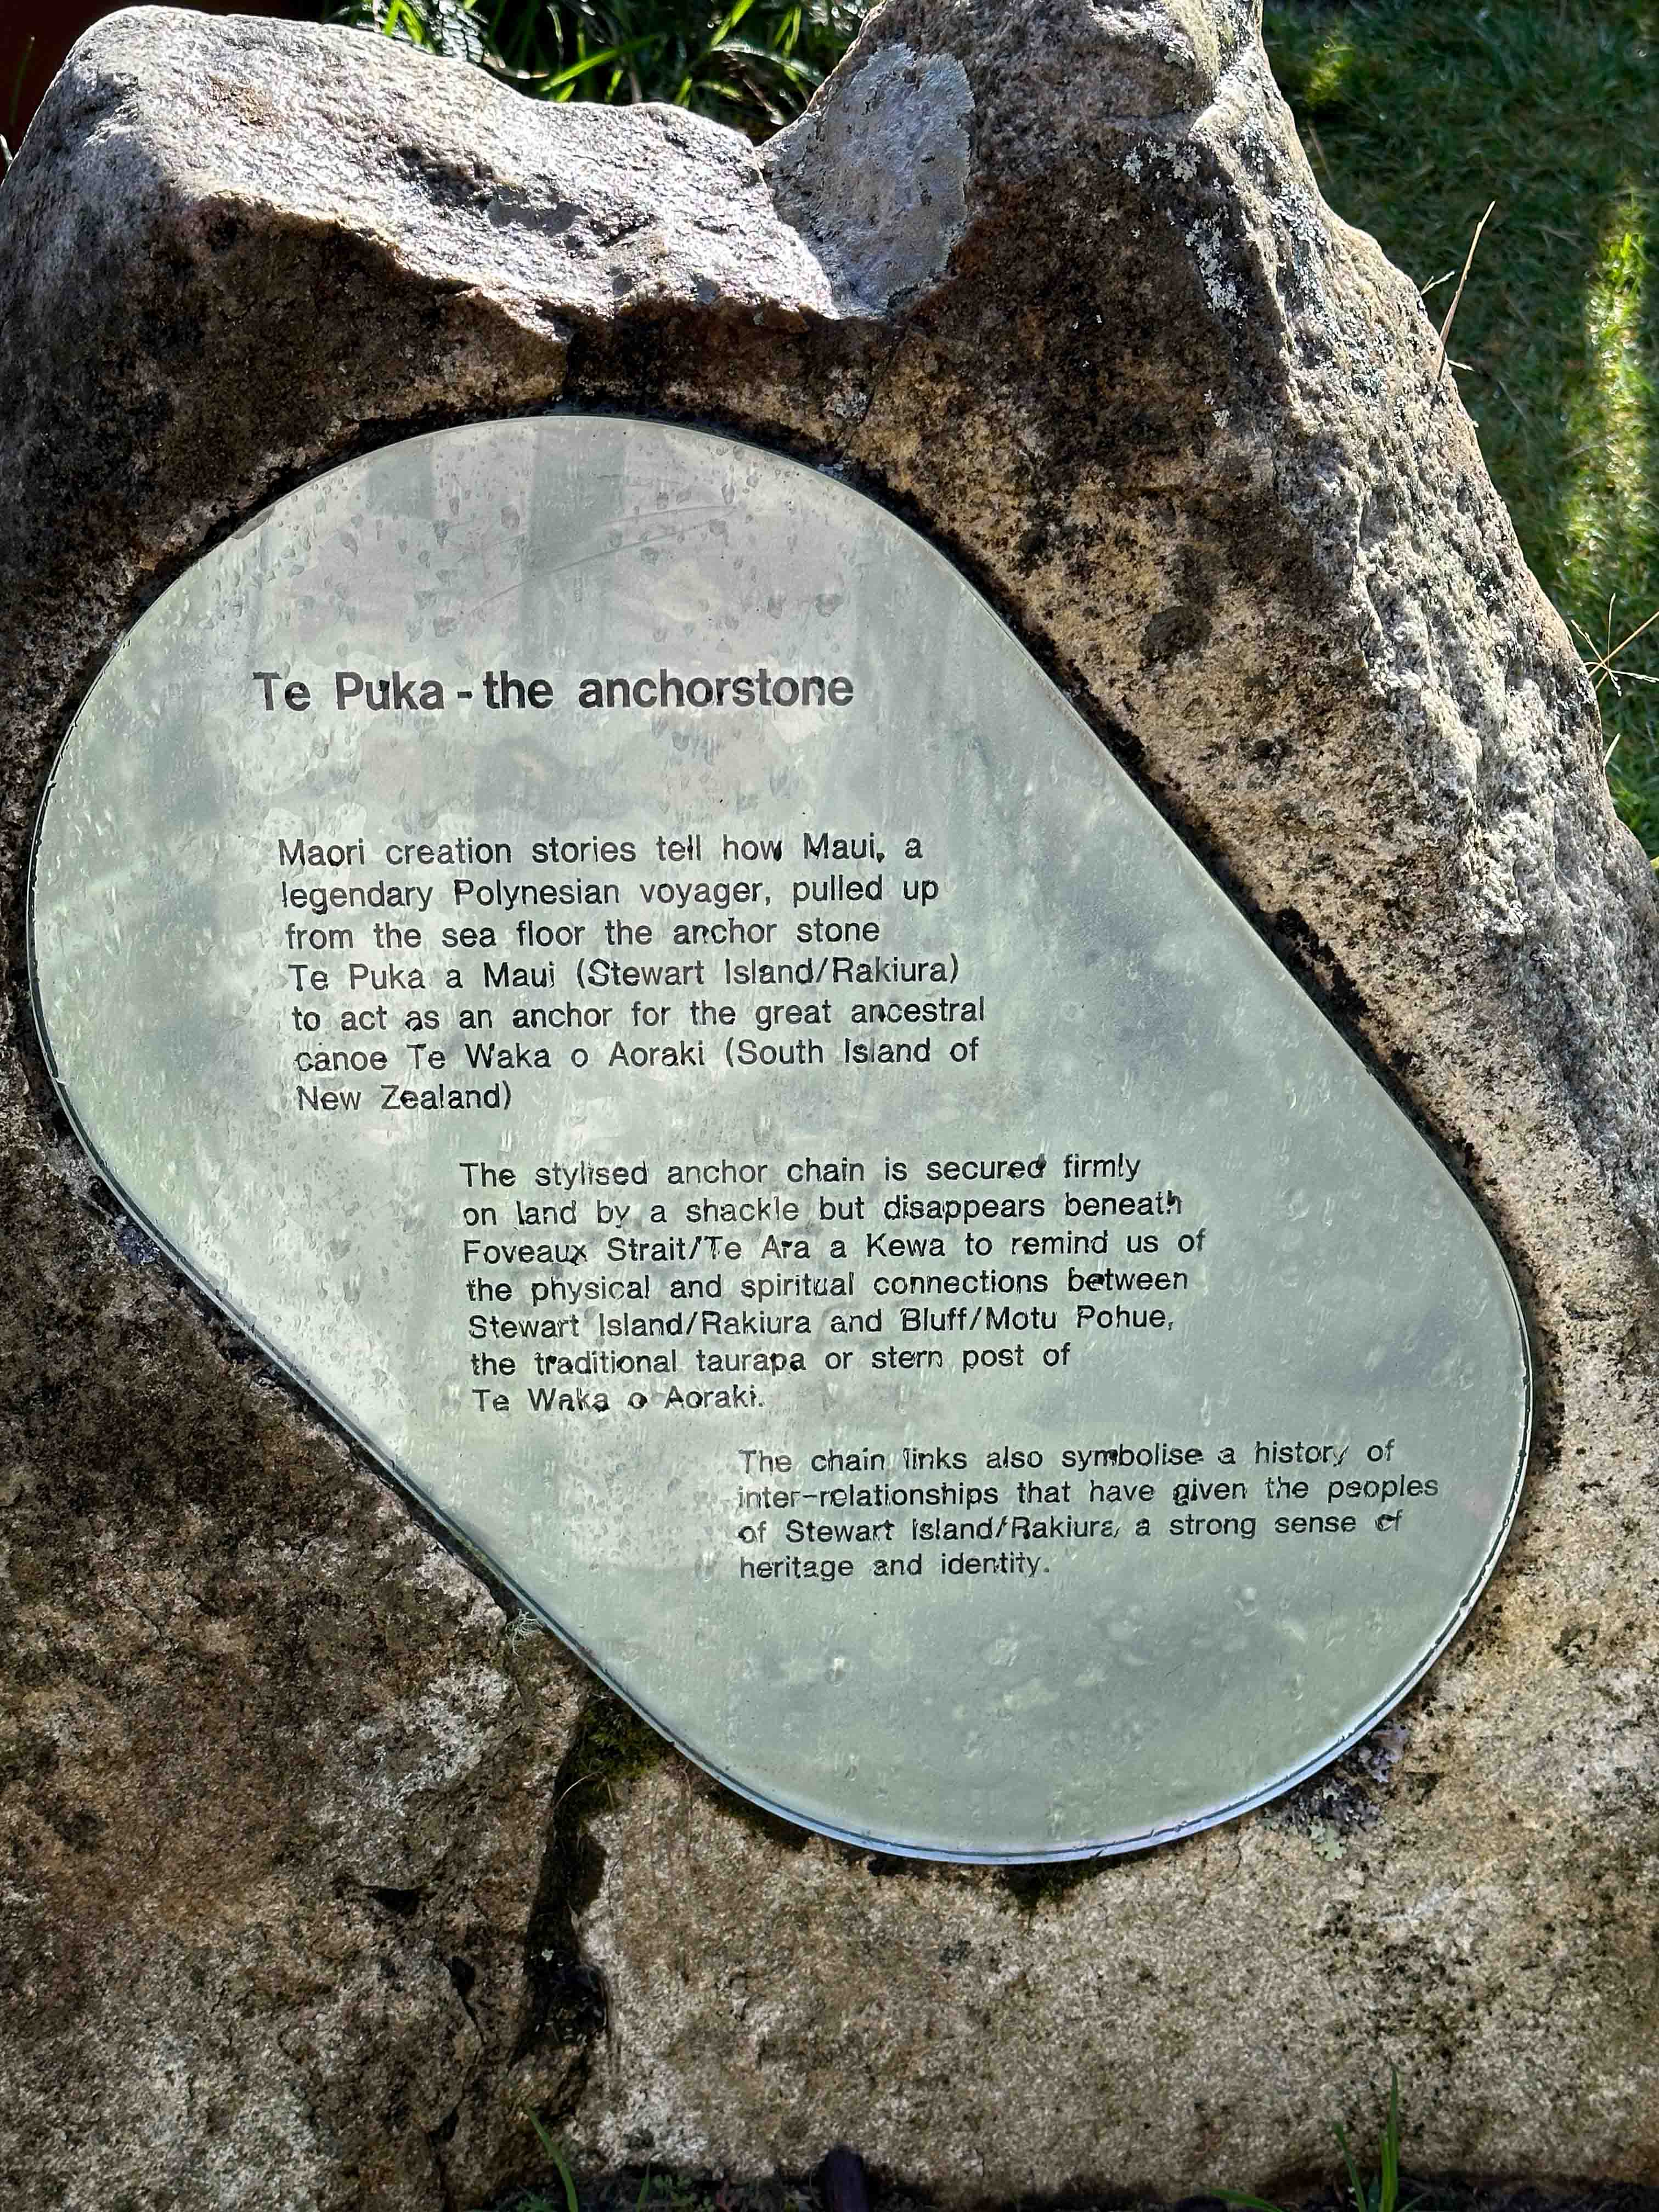 Te Puka - the anchorstone
Maori creation stories tell how Maui, a
legendary Polynesian voyager, pulled up
from the sea floor the anchor stone
Te Puka a Maui (Stewart Island/Rakiura)
to act as an anchor for the great ancestral
canoe Te Waka o Aoraki (South Island of
New Zealand)
The stylised anchor chain is secured firmly
on land by a shackle but disappears beneath
Foveaux Strait/Te Ara a Kewa to remind us of
the physical and spiritual connections between
Stewart Island/Rakiura and Bluff/Motu Pohue,
the traditional taurapa or stern post of
Te Waka o Aoraki.
The chain links also symbolise a history of
inter-relationships that have given the peoples
of Stewart Island/Rakiura, a strong sense of
heritage and identity.